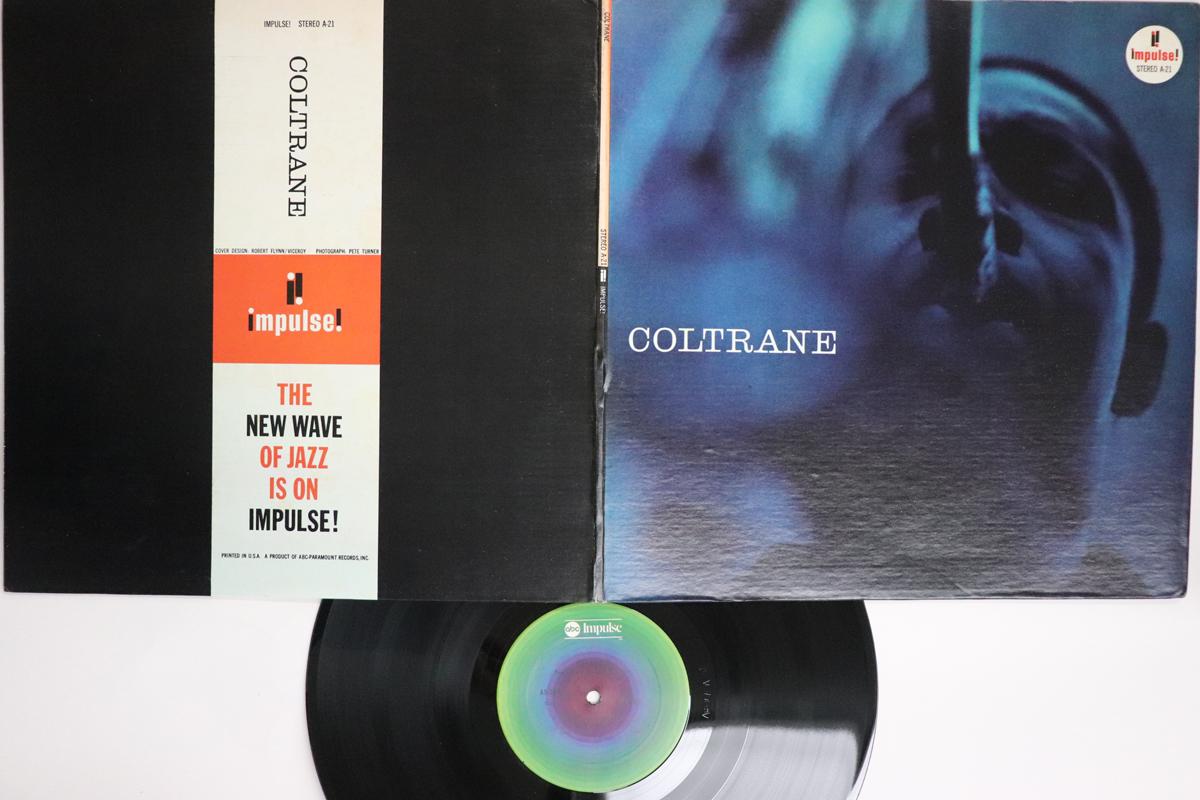 IMPULSE! STEREO A-21
COLTRANE
COVER DESIGN: ROBERT FLYNN/VICEROY PHOTOGRAPH: PETE TURNER
impulse!
THE
NEW WAVE
OF JAZZ
IS ON
IMPULSE!
PRINTED IN U.S.A. A PRODUCT OF ABC-PARAMOUNT RECORDS, INC.
COLTRANE
STEREO A-21
IMPULSE!
impulse!
STEREO A-21
COLTRANE
abc Impulse